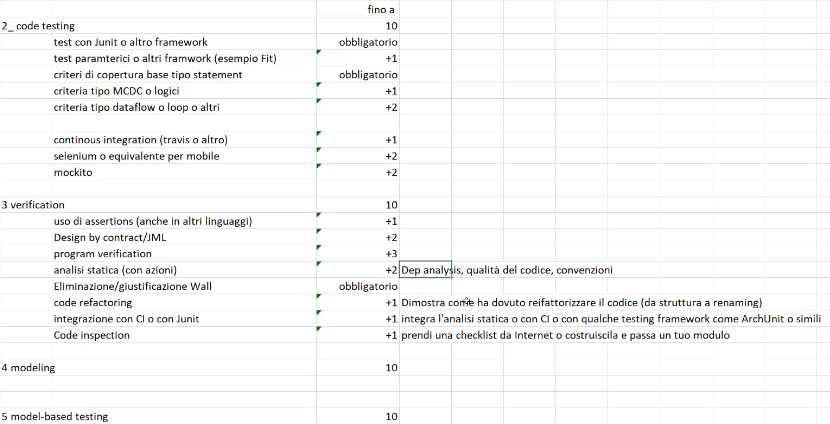 fino a
2_ code testing 10
test con Junit o altro framework obbligatorio
test paramterici o altri framwork (esempio Fit) +1
criteri di copertura base tipo statement obbligatorio
criteria tipo MCDC o logici +1
criteria tipo dataflow o loop o altri +2
continous integration (travis o altro) +1
selenium o equivalente per mobile +2
mockito +2
3 verification 10
uso di assertions (anche in altri linguaggi) +1
Design by contract/JML +2
program verification +3
analisi statica (con azioni) +2 Dep analysis, qualità del codice, convenzioni
Eliminazione/giustificazione Wall obbligatorio
code refactoring +1 Dimostra come ha dovuto reifattorizzare il codice (da struttura a renaming)
integrazione con CI o con Junit +1 integra l'analisi statica o con CI o con qualche testing framework come ArchUnit o simili
Code inspection +1 prendi una checklist da Internet o costruiscila e passa un tuo modulo
4 modeling 10
5 model-based testing 10